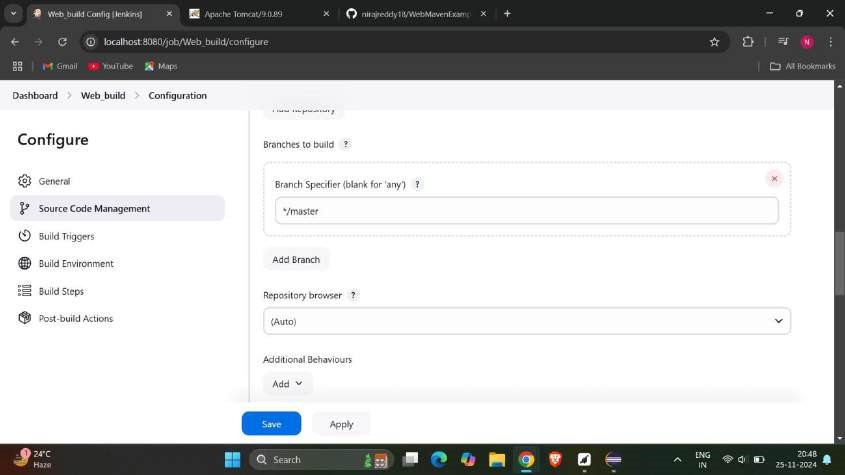 Web_build Config [Jenkins]
Apache Tomcat/9.0.89
nirajreddy18/WebMavenExamp
localhost:8080/job/Web_build/configure
N
Gmail
YouTube
Maps
All Bookmarks
Dashboard > Web_build > Configuration
Configure
General
Source Code Management
Build Triggers
Build Environment
Build Steps
Post-build Actions
Add Repository
Branches to build ?
Branch Specifier (blank for 'any') ?
*/master
Add Branch
Repository browser ?
(Auto)
Additional Behaviours
Add
Save
Apply
1
24°C
Haze
Search
ENG
IN
20:48
25-11-2024